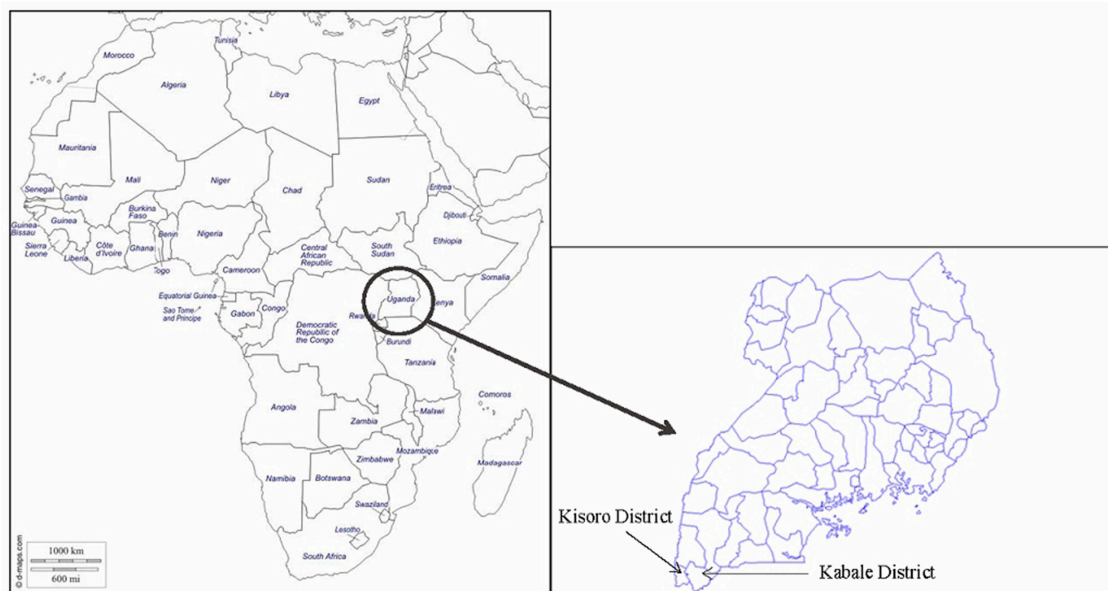 Tunisia
Morocco
Algeria
Libya
Egypt
Mauritania
Mali
Niger
Chad
Sudan
Eritrea
Senegal
Gambia
Burkina
Faso
Djibouti
Guinea-
Bissau
Guinea
Benin
Nigeria
Ethiopia
Sierra
Leone
Côte
d'Ivoire
Ghana
Central
African
Republic
South
Sudan
Liberia
Togo
Cameroon
Somalia
Equatorial Guinea
Sao Tome
and Principe
Gabon
Congo
Uganda
Kenya
Rwanda
Democratic
Republic of
the Congo
Burundi
Tanzania
Comoros
Angola
Malawi
Zambia
Mozambique
Zimbabwe
Madagascar
Namibia
Botswana
Swaziland
Lesotho
South Africa
1000 km
600 mi
© d-maps.com
Kisoro District
Kabale District